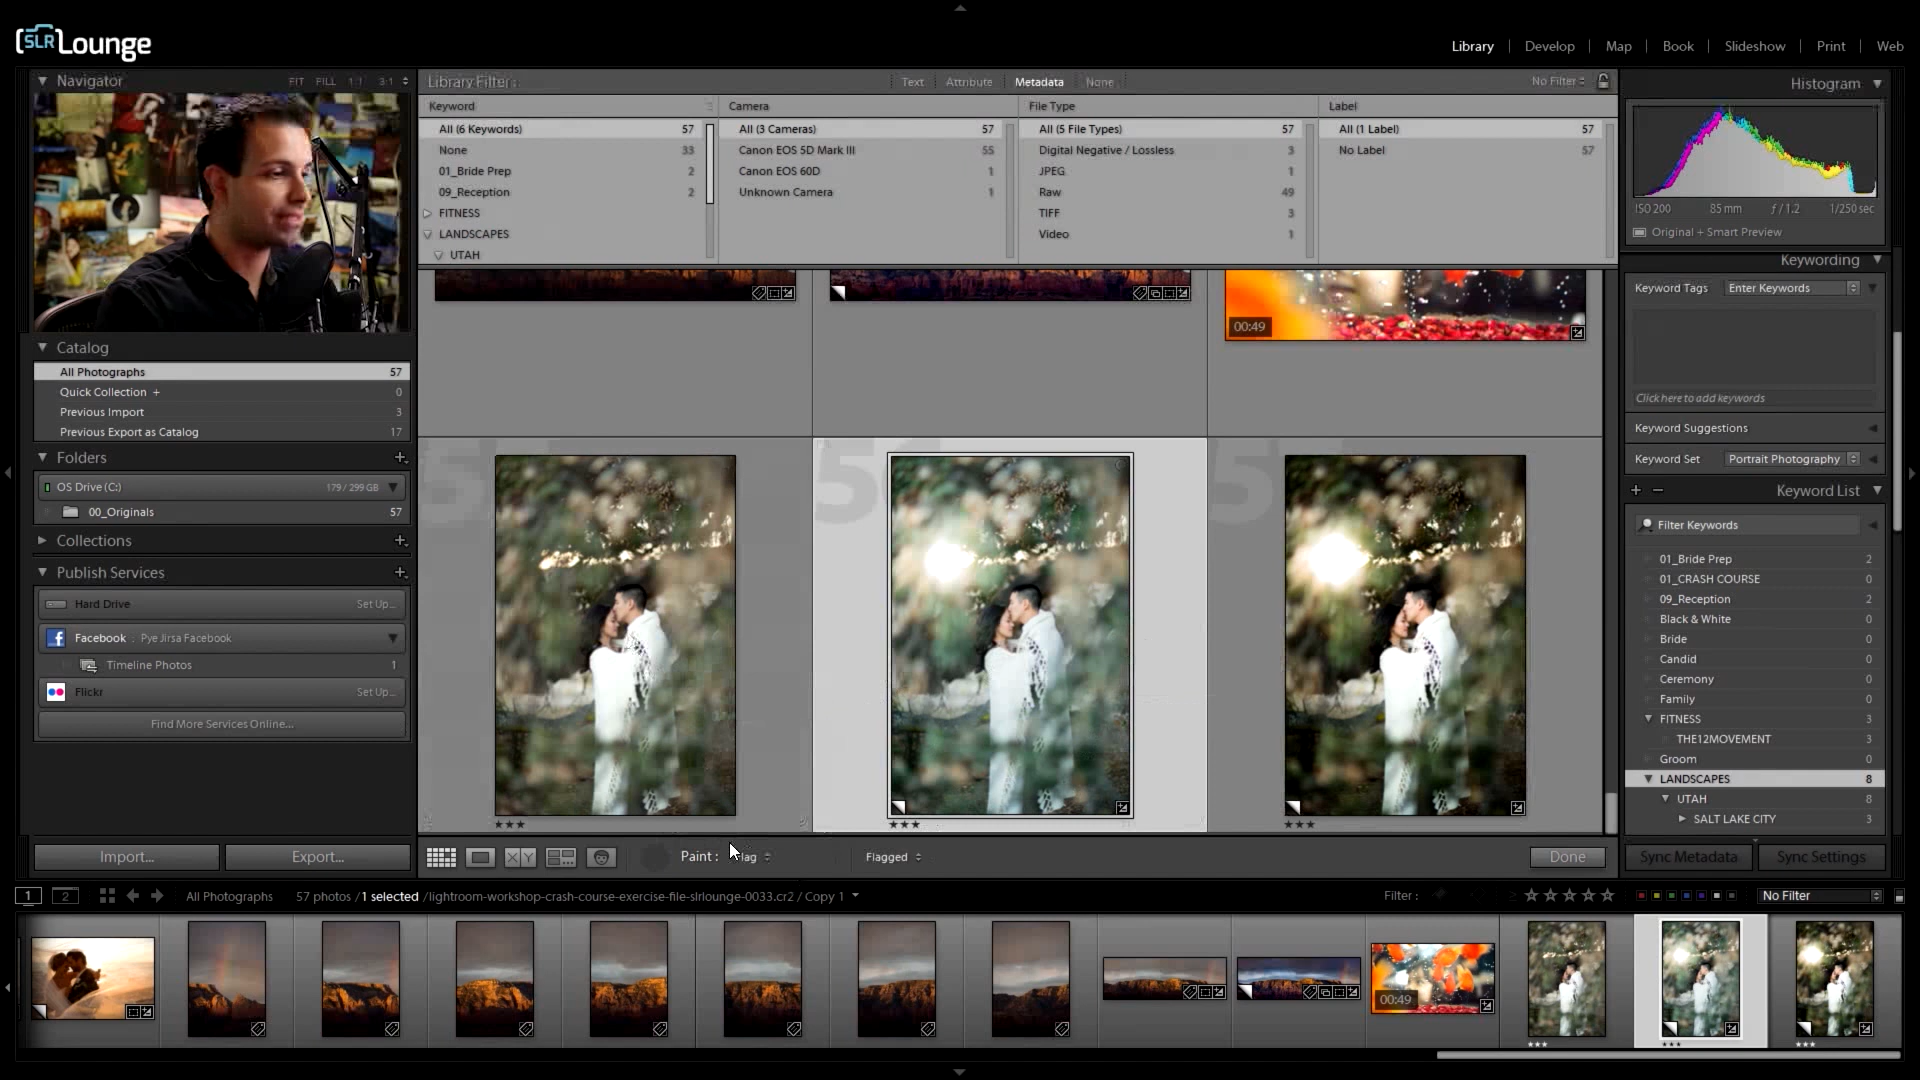 SLR Lounge
Library | Develop | Map | Book | Slideshow | Print | Web
Navigator FIT FILL 1:1 3:1
Library Filter : Text Attribute Metadata None No Filter
Histogram
Keyword Camera File Type Label
All (6 Keywords) 57 All (3 Cameras) 57 All (5 File Types) 57 All (1 Label) 57
None 33 Canon EOS 5D Mark III 55 Digital Negative / Lossless 3 No Label 57
01_Bride Prep 2 Canon EOS 60D 1 JPEG 1
09_Reception 2 Unknown Camera 1 Raw 49
FITNESS TIFF 3
LANDSCAPES Video 1
UTAH
ISO 200 85 mm ƒ / 1.2 1/250 sec
Original + Smart Preview
Keywording
Keyword Tags Enter Keywords
Click here to add keywords
Keyword Suggestions
Keyword Set Portrait Photography
+ − Keyword List
Filter Keywords
01_Bride Prep 2
01_CRASH COURSE 0
09_Reception 2
Black & White 0
Bride 0
Candid 0
Ceremony 0
Family 0
FITNESS 3
THE12MOVEMENT 3
Groom 0
LANDSCAPES 8
UTAH 8
SALT LAKE CITY 3
Sync Metadata Sync Settings
Catalog
All Photographs 57
Quick Collection + 0
Previous Import 3
Previous Export as Catalog 17
Folders +
OS Drive (C:) 179 / 299 GB
00_Originals 57
Collections +
Publish Services +
Hard Drive Set Up...
Facebook : Pye Jirsa Facebook
Timeline Photos 1
Flickr Set Up...
Find More Services Online...
Import... Export...
00:49
★★★ ★★★ ★★★
XY Paint : lag Flagged Done
1 2 All Photographs 57 photos / 1 selected / lightroom-workshop-crash-course-exercise-file-slrlounge-0033.cr2 / Copy 1 Filter : No Filter
00:49
★★★ ★★★ ★★★